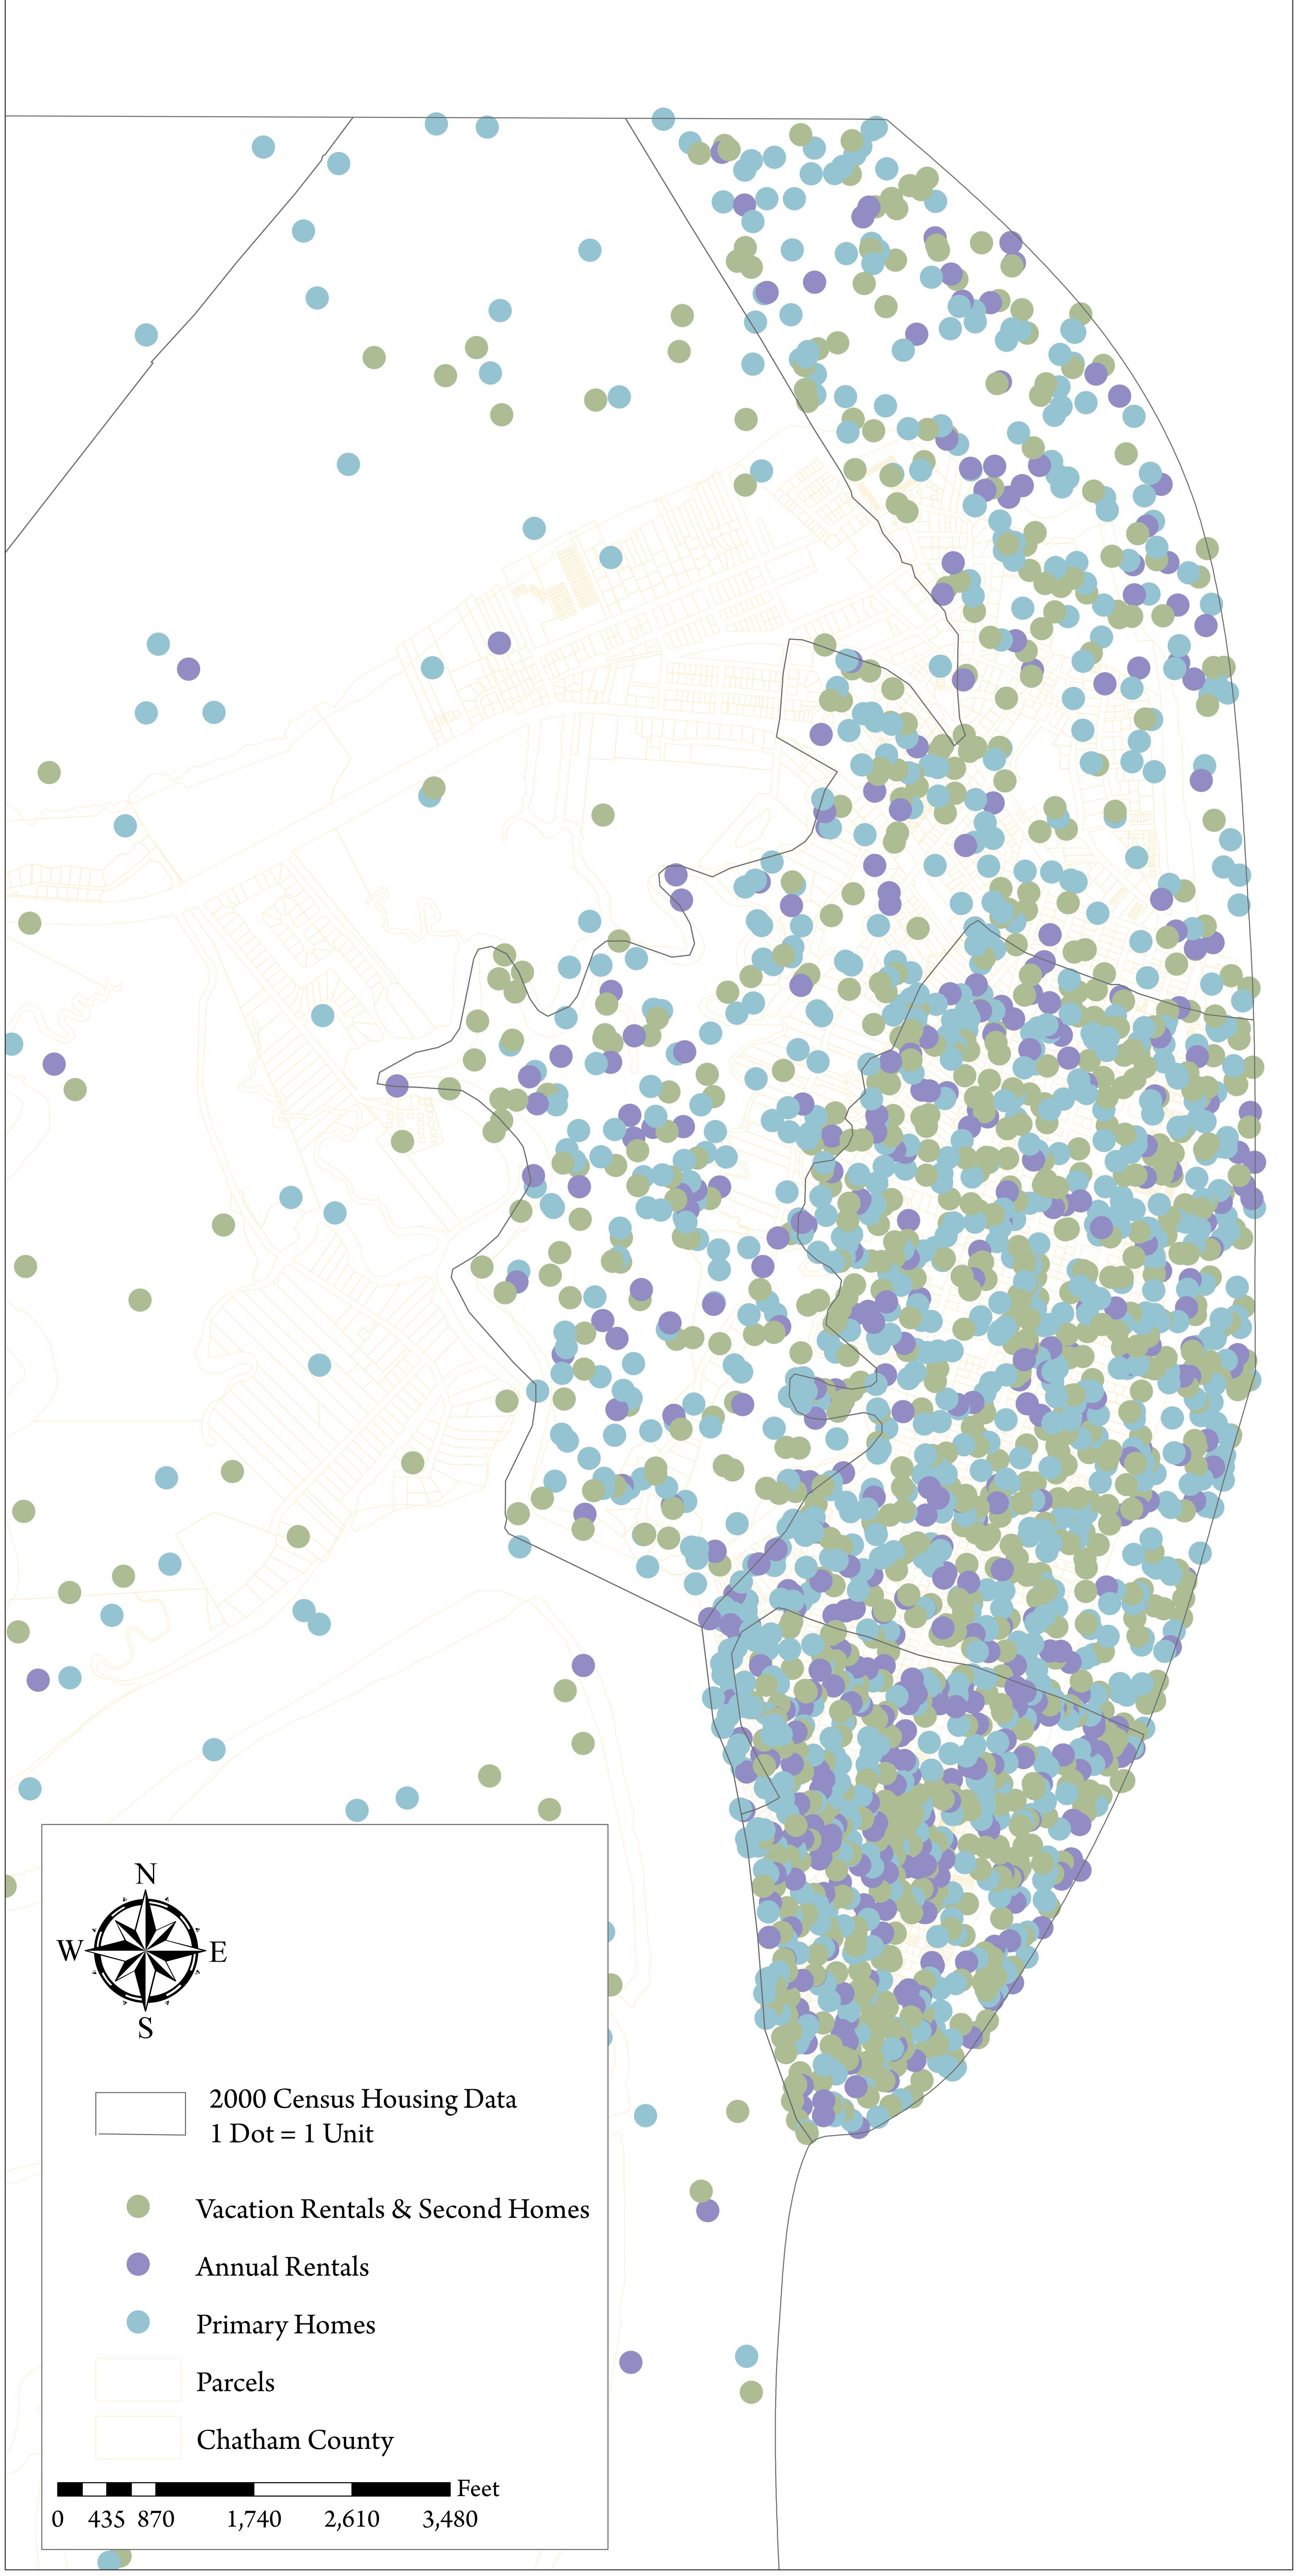 N
W E
S
2000 Census Housing Data
1 Dot = 1 Unit
Vacation Rentals & Second Homes
Annual Rentals
Primary Homes
Parcels
Chatham County
Feet
0 435 870 1,740 2,610 3,480